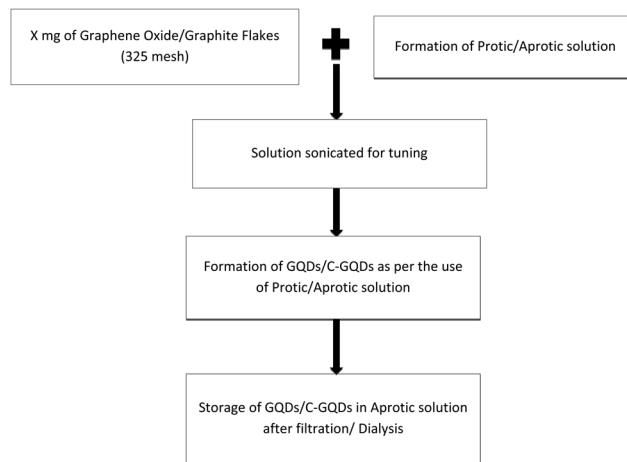 X mg of Graphene Oxide/Graphite Flakes
(325 mesh)
Formation of Protic/Aprotic solution
Solution sonicated for tuning
Formation of GQDs/C-GQDs as per the use
of Protic/Aprotic solution
Storage of GQDs/C-GQDs in Aprotic solution
after filtration/ Dialysis